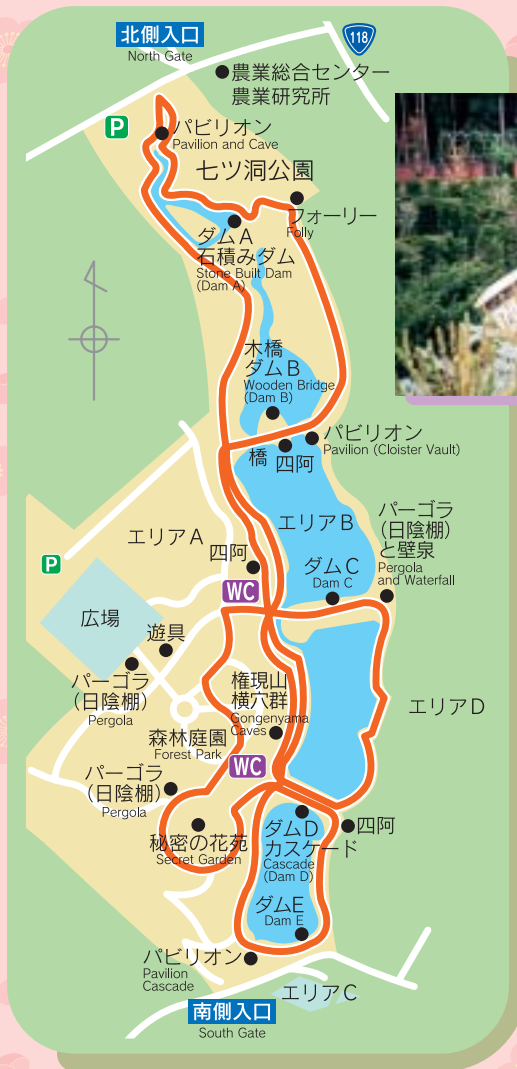 北側入口
North Gate
118
農業総合センター
農業研究所
P
パビリオン
Pavilion and Cave
七ツ洞公園
フォーリー
Folly
ダムA
石積みダム
Stone Built Dam
(Dam A)
木橋
ダムB
Wooden Bridge
(Dam B)
橋
四阿
パビリオン
Pavilion (Cloister Vault)
エリアA
エリアB
パーゴラ
(日陰棚)
と壁泉
Pergola
and Waterfall
四阿
P
ダムC
Dam C
WC
広場
遊具
パーゴラ
(日陰棚)
Pergola
権現山
横穴群
Gongenyama
Caves
エリアD
森林庭園
Forest Park
WC
パーゴラ
(日陰棚)
Pergola
秘密の花苑
Secret Garden
ダムD
カスケード
Cascade
(Dam D)
四阿
ダムE
Dam E
パビリオン
Pavilion
Cascade
エリアC
南側入口
South Gate